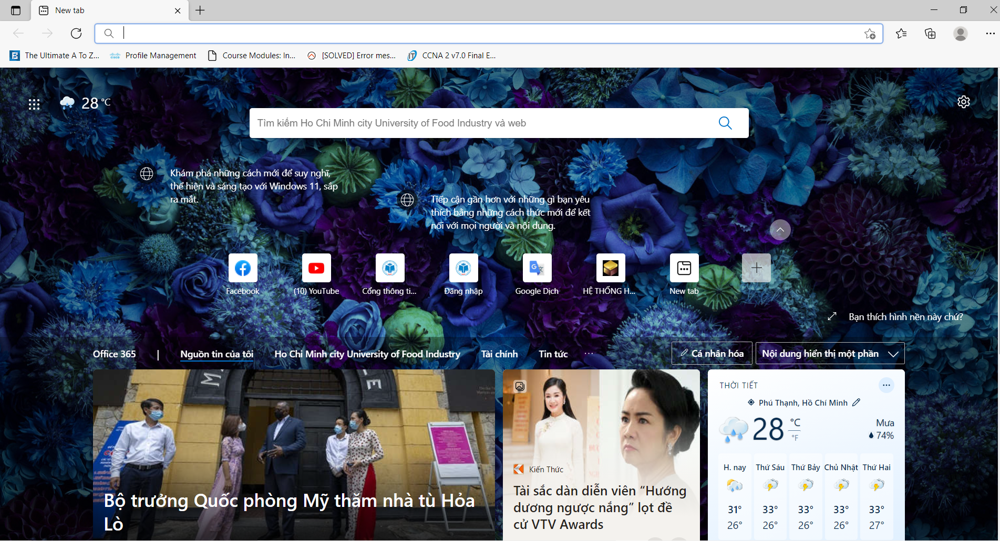 New tab
The Ultimate A To Z...
Profile Management
Course Modules: In...
[SOLVED] Error mes...
CCNA 2 v7.0 Final E...
28 °C
Tìm kiếm Ho Chi Minh city University of Food Industry và web
Khám phá những cách mới để suy nghĩ,
thể hiện và sáng tạo với Windows 11, sắp
ra mắt.
Tiếp cận gần hơn với những gì bạn yêu
thích bằng những cách thức mới để kết
nối với mọi người và nội dung.
Facebook
(10) YouTube
Cổng thông ti...
Đăng nhập
Google Dịch
HỆ THỐNG H...
New tab
Bạn thích hình nền này chứ?
Office 365 | Nguồn tin của tôi
Ho Chi Minh city University of Food Industry
Tài chính
Tin tức
...
Cá nhân hóa
Nội dung hiển thị một phần
Bộ trưởng Quốc phòng Mỹ thăm nhà tù Hỏa
Lò
Kiến Thức
Tài sắc dàn diễn viên “Hướng
dương ngược nắng” lọt đề
cử VTV Awards
THỜI TIẾT
Phú Thạnh, Hồ Chí Minh
28 °C
°F
Mưa
74%
H. nay Thứ Sáu Thứ Bảy Chủ Nhật Thứ Hai
31° 33° 33° 33° 33°
26° 26° 26° 26° 27°